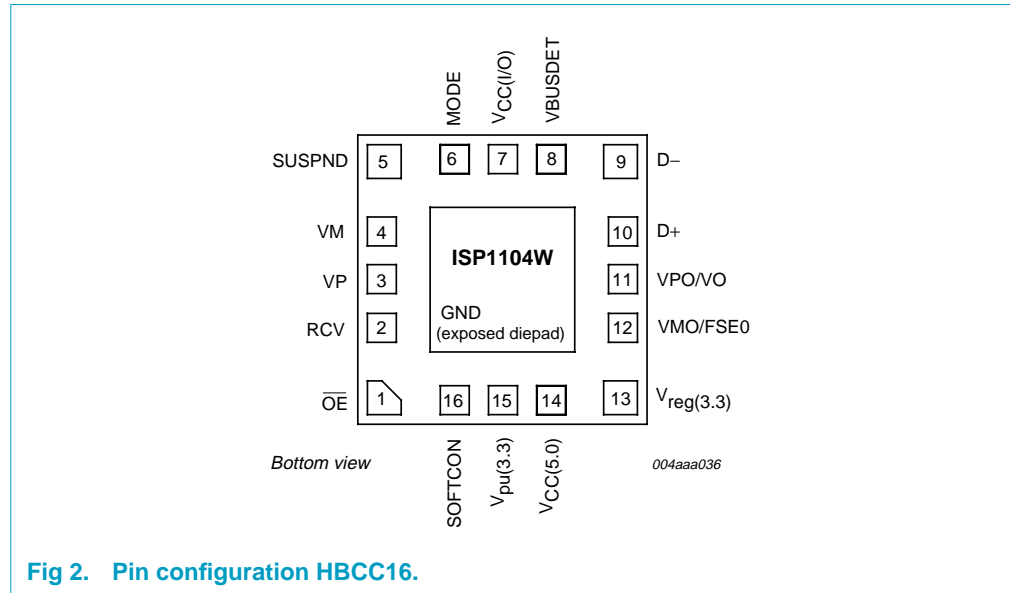 MODE
VCC(I/O)
VBUSDET
SUSPND 5 6 7 8 9 D−
VM 4 10 D+
ISP1104W
VP 3 11 VPO/VO
GND
(exposed diepad)
RCV 2 12 VMO/FSE0
O̅E̅ 1 16 15 14 13 Vreg(3.3)
SOFTCON
Vpu(3.3)
VCC(5.0)
Bottom view
004aaa036
Fig 2. Pin configuration HBCC16.